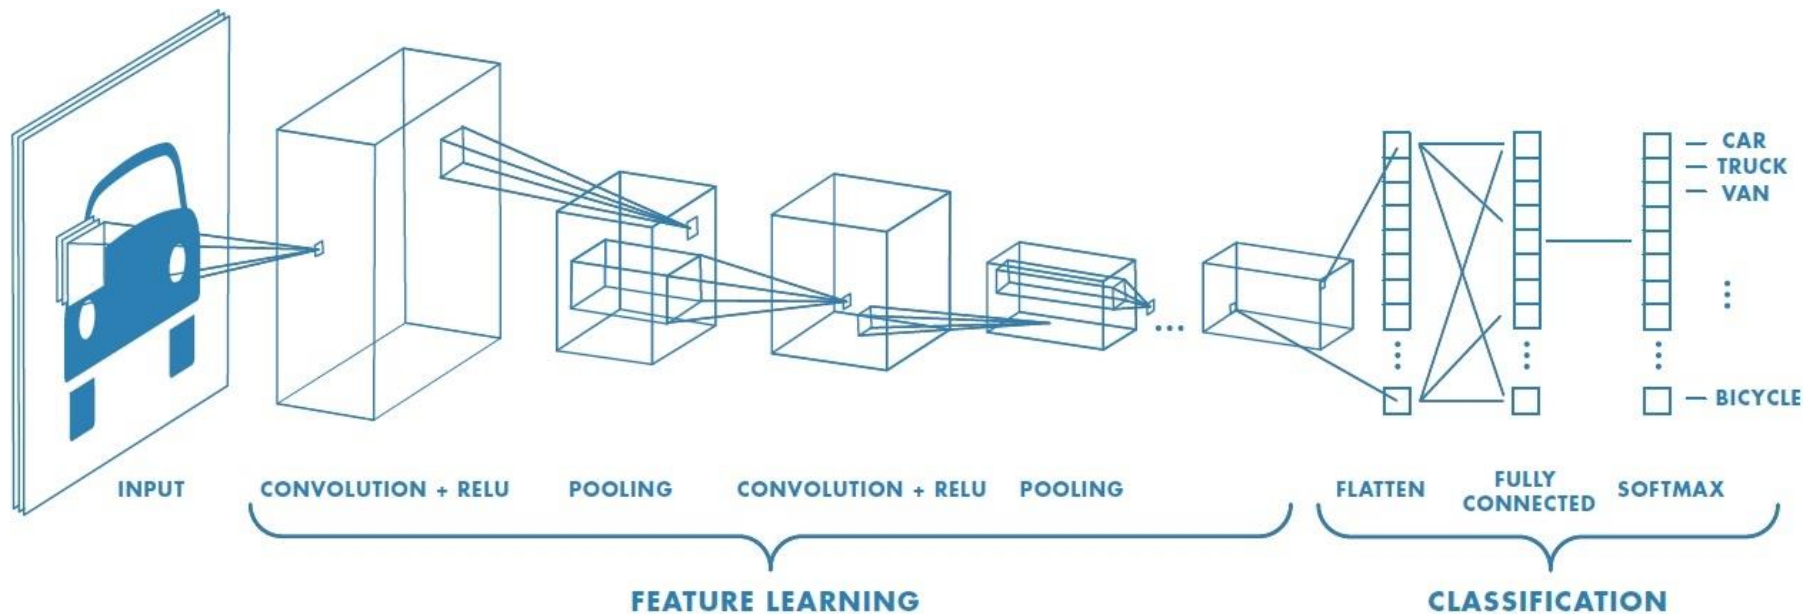 CAR
TRUCK
VAN
BICYCLE
INPUT
CONVOLUTION + RELU
POOLING
CONVOLUTION + RELU
POOLING
FLATTEN
FULLY
CONNECTED
SOFTMAX
FEATURE LEARNING
CLASSIFICATION